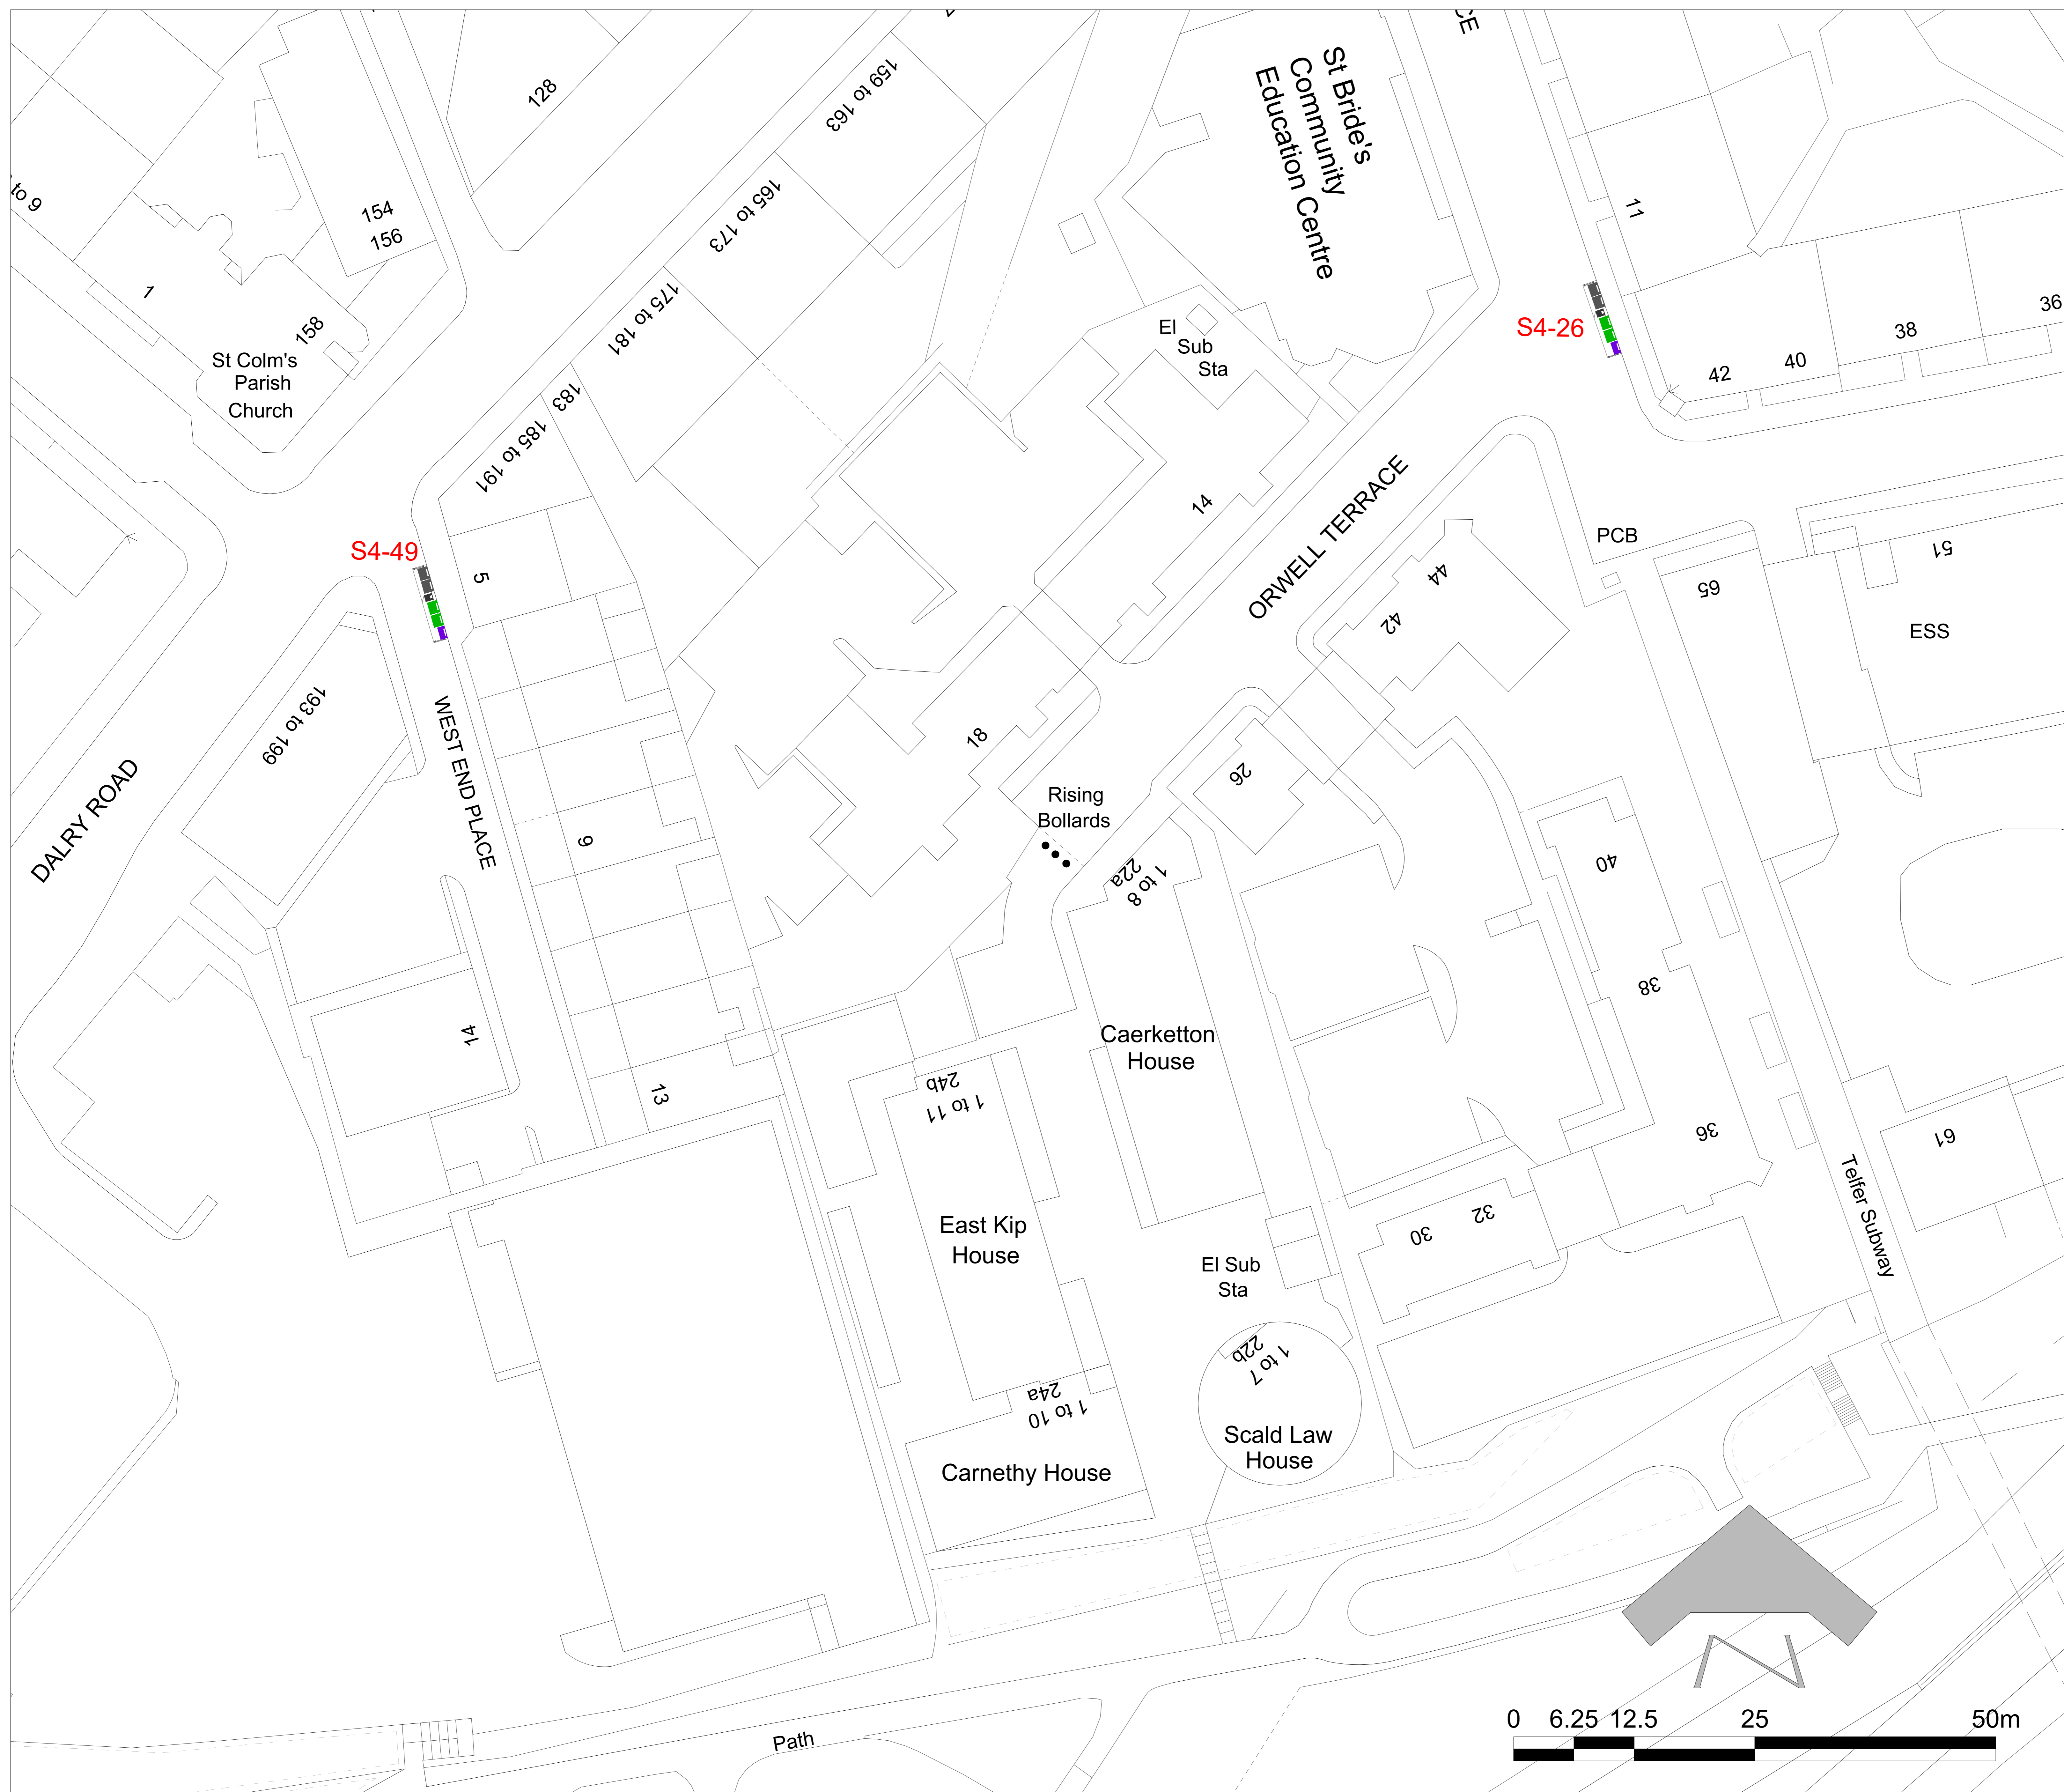 128
159 to 163
St Bride's
Community
Education Centre
to 9
154
156
165 to 173
11
1
158
175 to 181
El
Sub
Sta
S4-26
36
38
40
42
St Colm's
Parish
Church
183
185 to 191
14
ORWELL TERRACE
S4-49
5
PCB
51
65
44
42
ESS
193 to 199
WEST END PLACE
18
DALRY ROAD
Rising
Bollards
26
9
22a
1 to 8
40
38
14
Caerketton
House
13
24b
1 to 11
36
61
Telfer Subway
East Kip
House
30
32
El Sub
Sta
22b
1 to 7
24a
1 to 10
Scald Law
House
Carnethy House
N
0 6.25 12.5 25 50m
Path